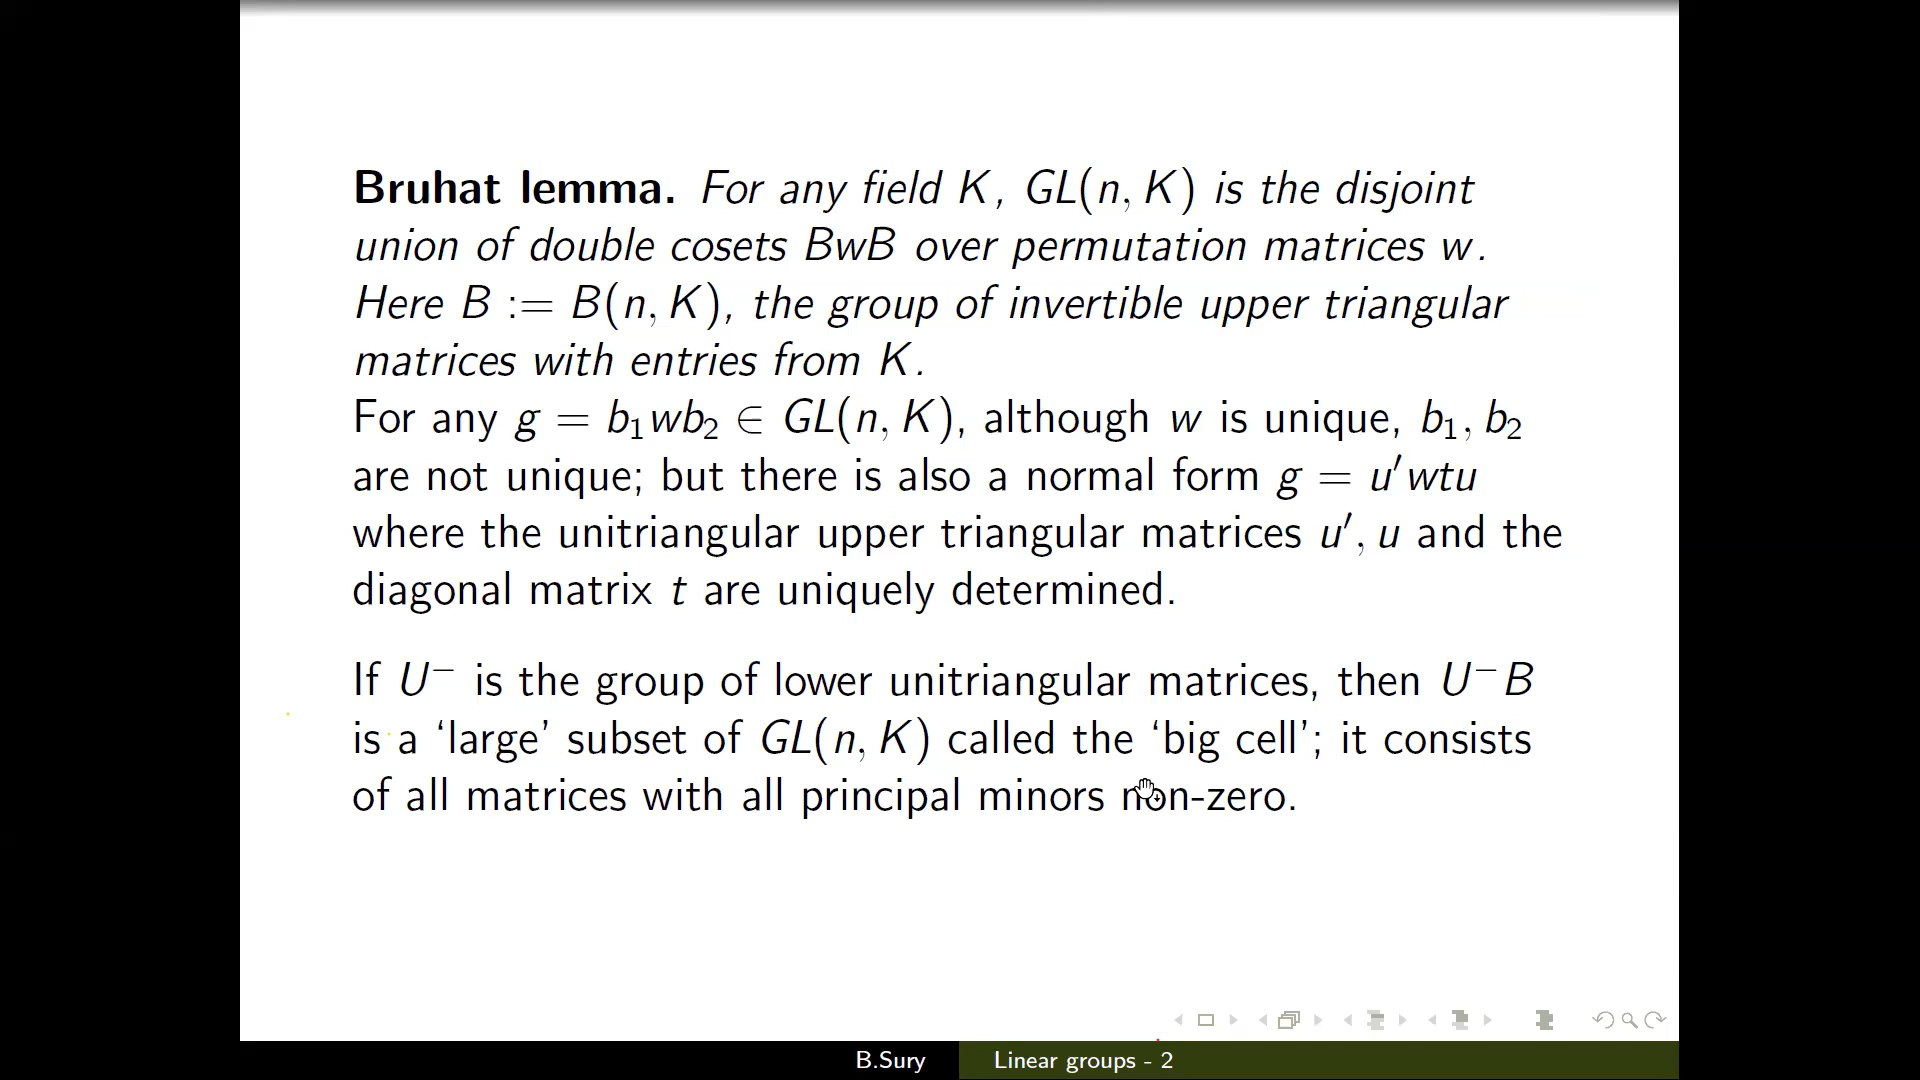 Bruhat lemma. For any field K, GL(n, K) is the disjoint
union of double cosets BwB over permutation matrices w.
Here B := B(n, K), the group of invertible upper triangular
matrices with entries from K.
For any g = b₁wb₂ ∈ GL(n, K), although w is unique, b₁, b₂
are not unique; but there is also a normal form g = u′wtu
where the unitriangular upper triangular matrices u′, u and the
diagonal matrix t are uniquely determined.
If U⁻ is the group of lower unitriangular matrices, then U⁻B
is a ‘large’ subset of GL(n, K) called the ‘big cell’; it consists
of all matrices with all principal minors non-zero.
B.Sury Linear groups - 2